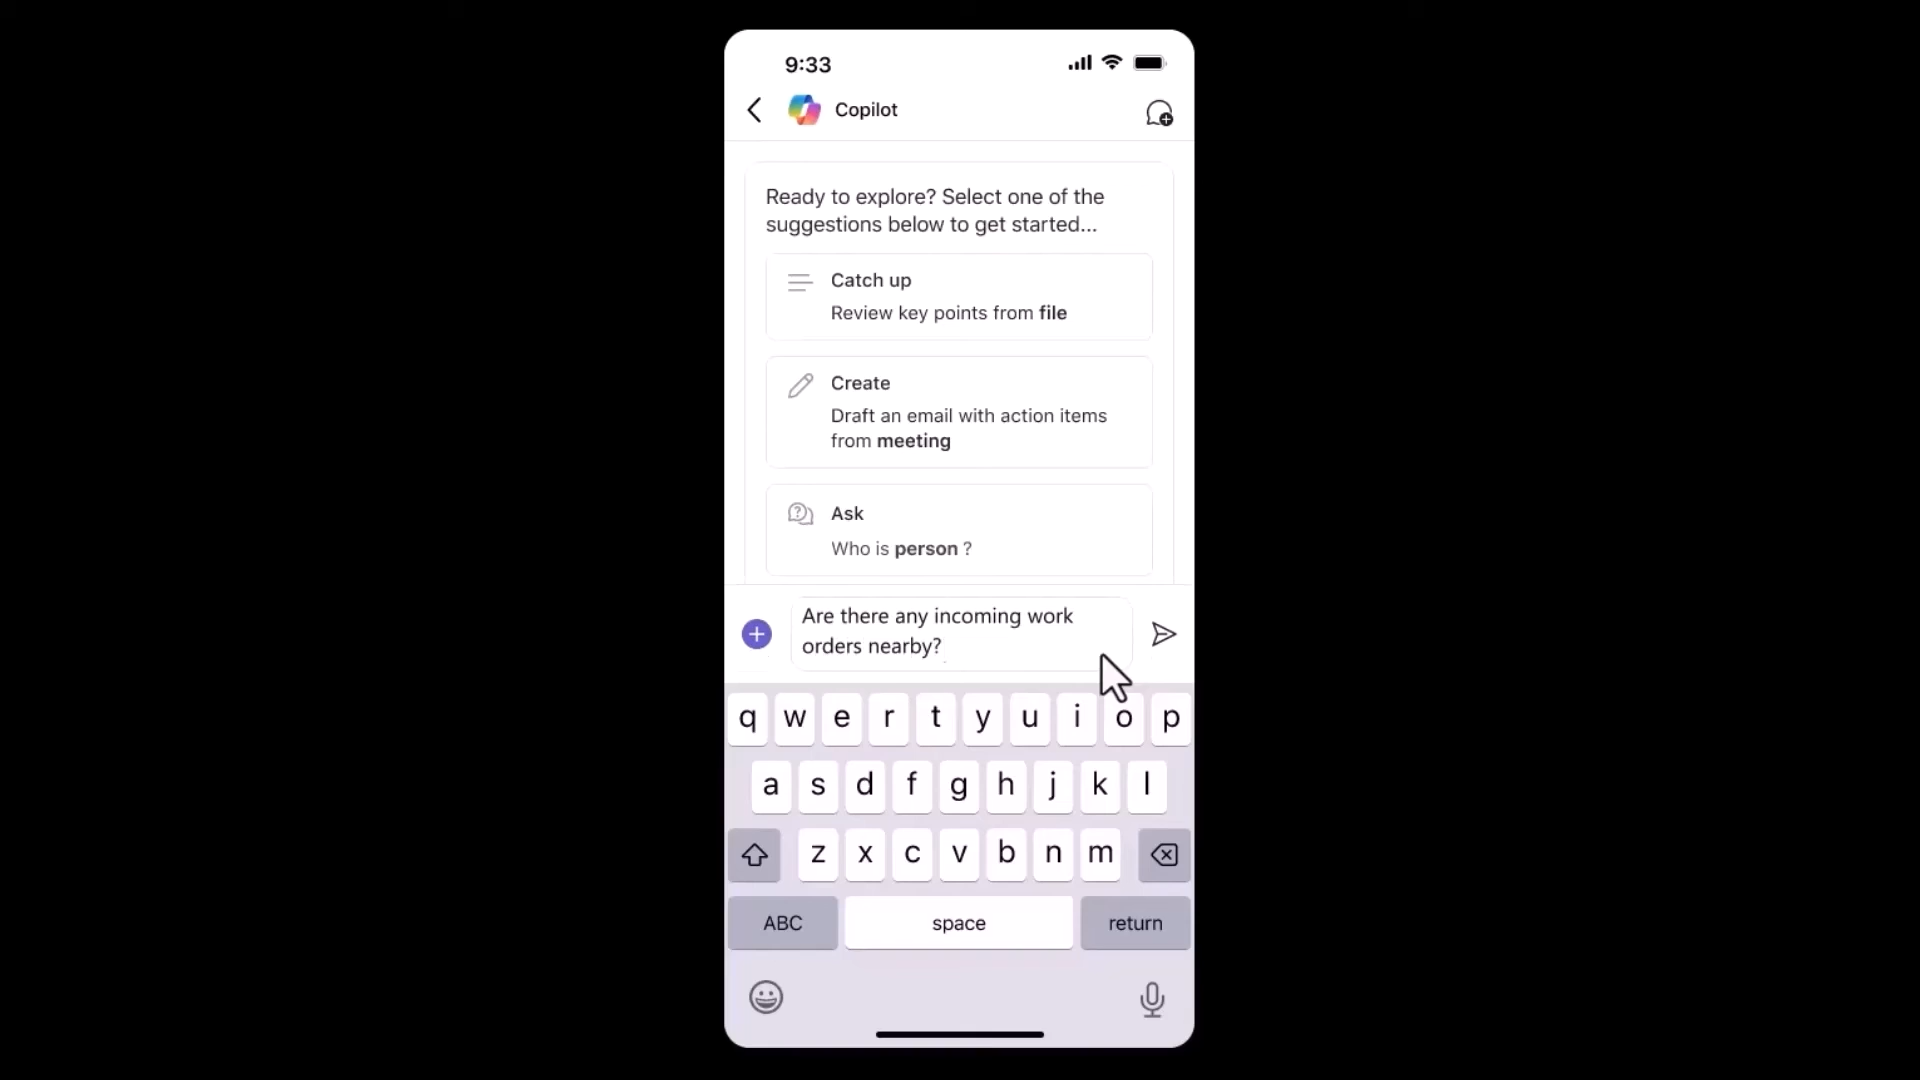 9:33
Copilot
Ready to explore? Select one of the
suggestions below to get started...
Catch up
Review key points from file
Create
Draft an email with action items
from meeting
Ask
Who is person ?
Are there any incoming work
orders nearby?
q w e r t y u i o p
a s d f g h j k l
z x c v b n m
ABC space return